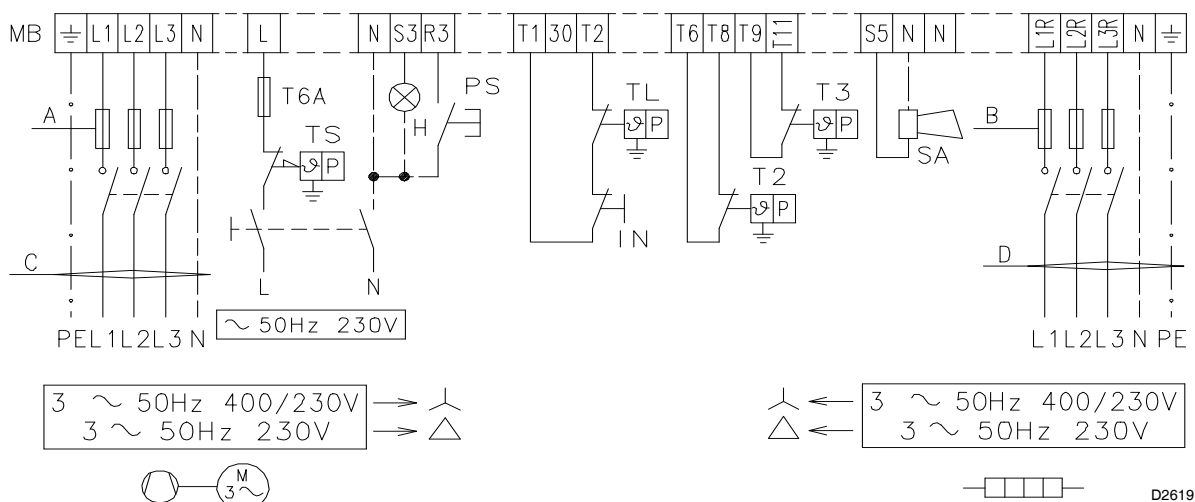 MB ⏚ L1 L2 L3 N L N S3 R3 T1 30 T2 T6 T8 T9 T11 S5 N N L1R L2R L3R N ⏚
T6A PS TL T3
A H ϑ P ϑ P B
TS SA
ϑ P
T2
ϑ P
IN
C D
L N
PE L1 L2 L3 N ~ 50Hz 230V L1 L2 L3 N PE
3 ~ 50Hz 400/230V 3 ~ 50Hz 400/230V
3 ~ 50Hz 230V 3 ~ 50Hz 230V
M
3~
D2619